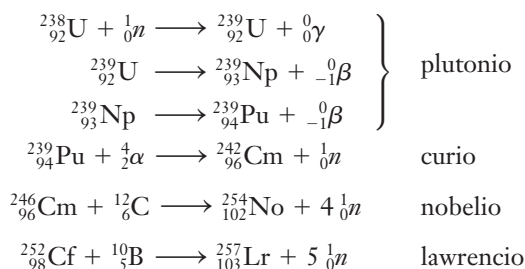 ²³⁸₉₂U + ¹₀n ⟶ ²³⁹₉₂U + ⁰₀γ
²³⁹₉₂U ⟶ ²³⁹₉₃Np + ⁰₋₁β plutonio
²³⁹₉₃Np ⟶ ²³⁹₉₄Pu + ⁰₋₁β
²³⁹₉₄Pu + ⁴₂α ⟶ ²⁴²₉₆Cm + ¹₀n curio
²⁴⁶₉₆Cm + ¹²₆C ⟶ ²⁵⁴₁₀₂No + 4 ¹₀n nobelio
²⁵²₉₈Cf + ¹⁰₅B ⟶ ²⁵⁷₁₀₃Lr + 5 ¹₀n lawrencio